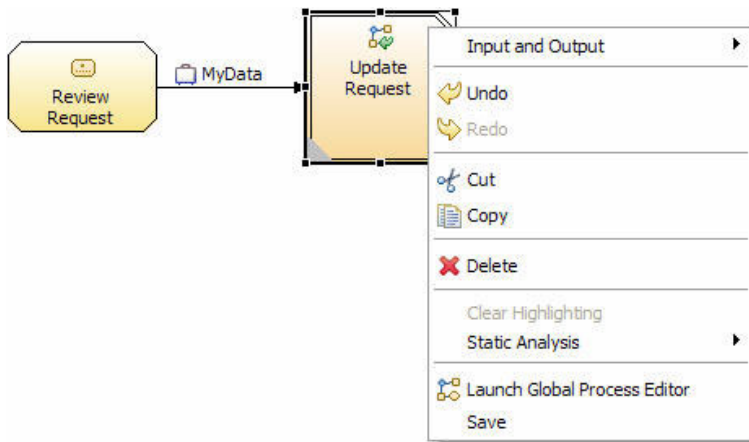 Review
Request
MyData
Update
Request
Input and Output
Undo
Redo
Cut
Copy
Delete
Clear Highlighting
Static Analysis
Launch Global Process Editor
Save